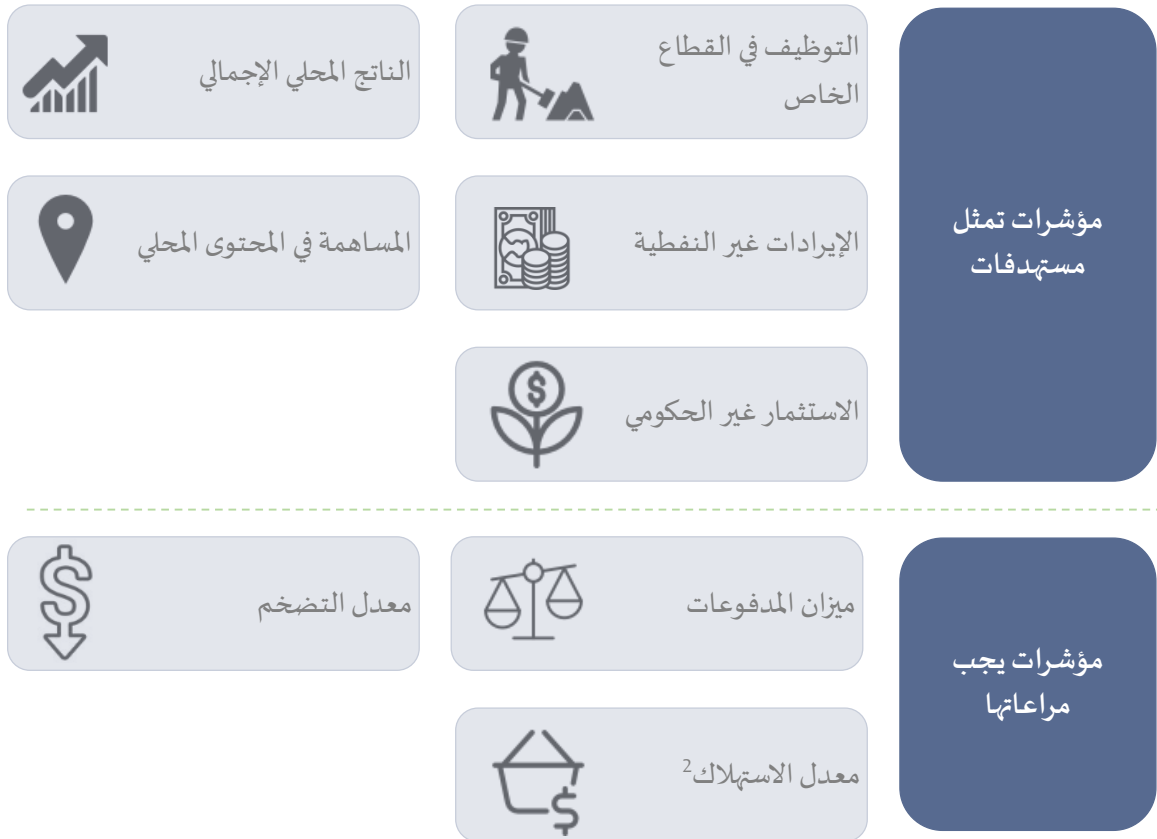 مؤشرات تمثل
مستهدفات
التوظيف في القطاع
الخاص
الناتج المحلي الإجمالي
الإيرادات غير النفطية
المساهمة في المحتوى المحلي
الاستثمار غير الحكومي
مؤشرات يجب
مراعاتها
ميزان المدفوعات
معدل التضخم
معدل الاستهلاك2